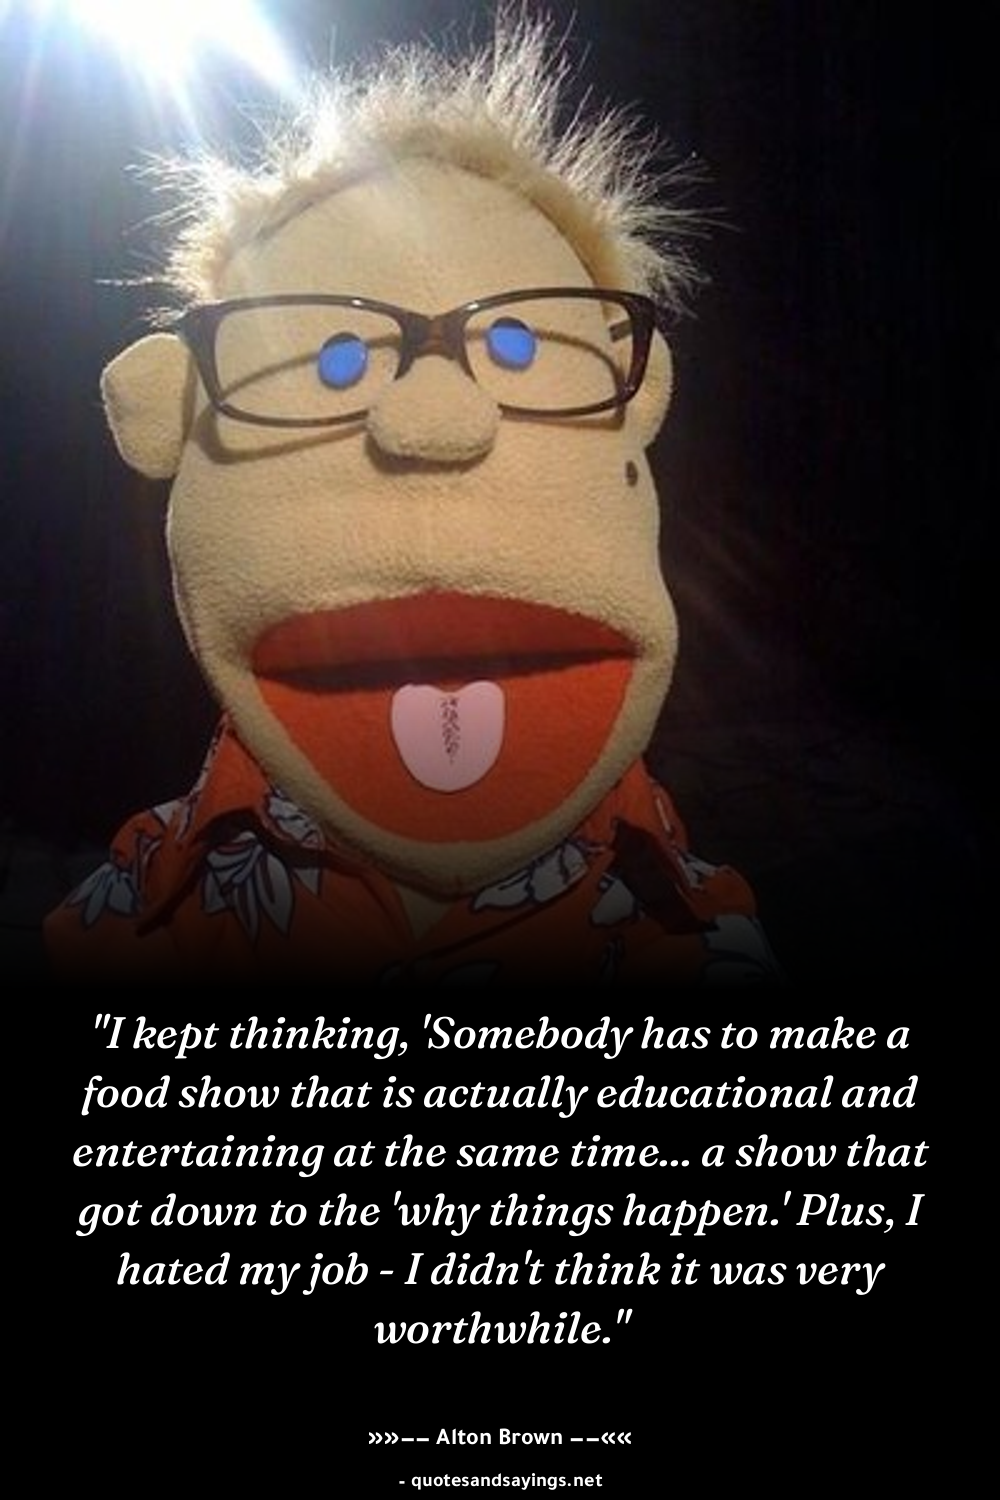 "I kept thinking, 'Somebody has to make a
food show that is actually educational and
entertaining at the same time... a show that
got down to the 'why things happen.' Plus, I
hated my job - I didn't think it was very
worthwhile."
»»−− Alton Brown −−««
- quotesandsayings.net